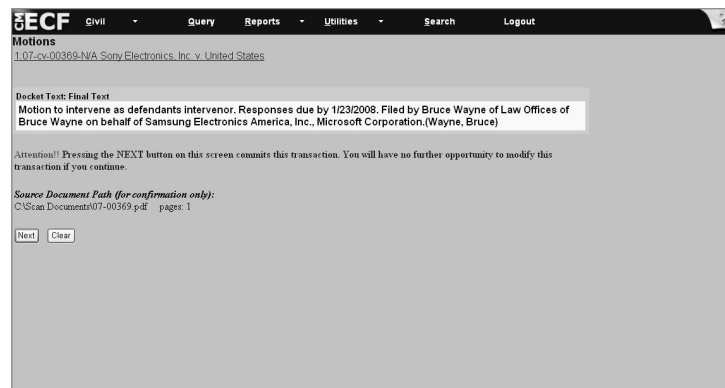 CM ECF Civil Query Reports Utilities Search Logout
Motions
1:07-cv-00369-N/A Sony Electronics, Inc. v. United States
Docket Text: Final Text
Motion to intervene as defendants intervenor. Responses due by 1/23/2008. Filed by Bruce Wayne of Law Offices of
Bruce Wayne on behalf of Samsung Electronics America, Inc., Microsoft Corporation.(Wayne, Bruce)
Attention!! Pressing the NEXT button on this screen commits this transaction. You will have no further opportunity to modify this
transaction if you continue.
Source Document Path (for confirmation only):
C:\Scan Documents\07-00369.pdf pages: 1
Next Clear